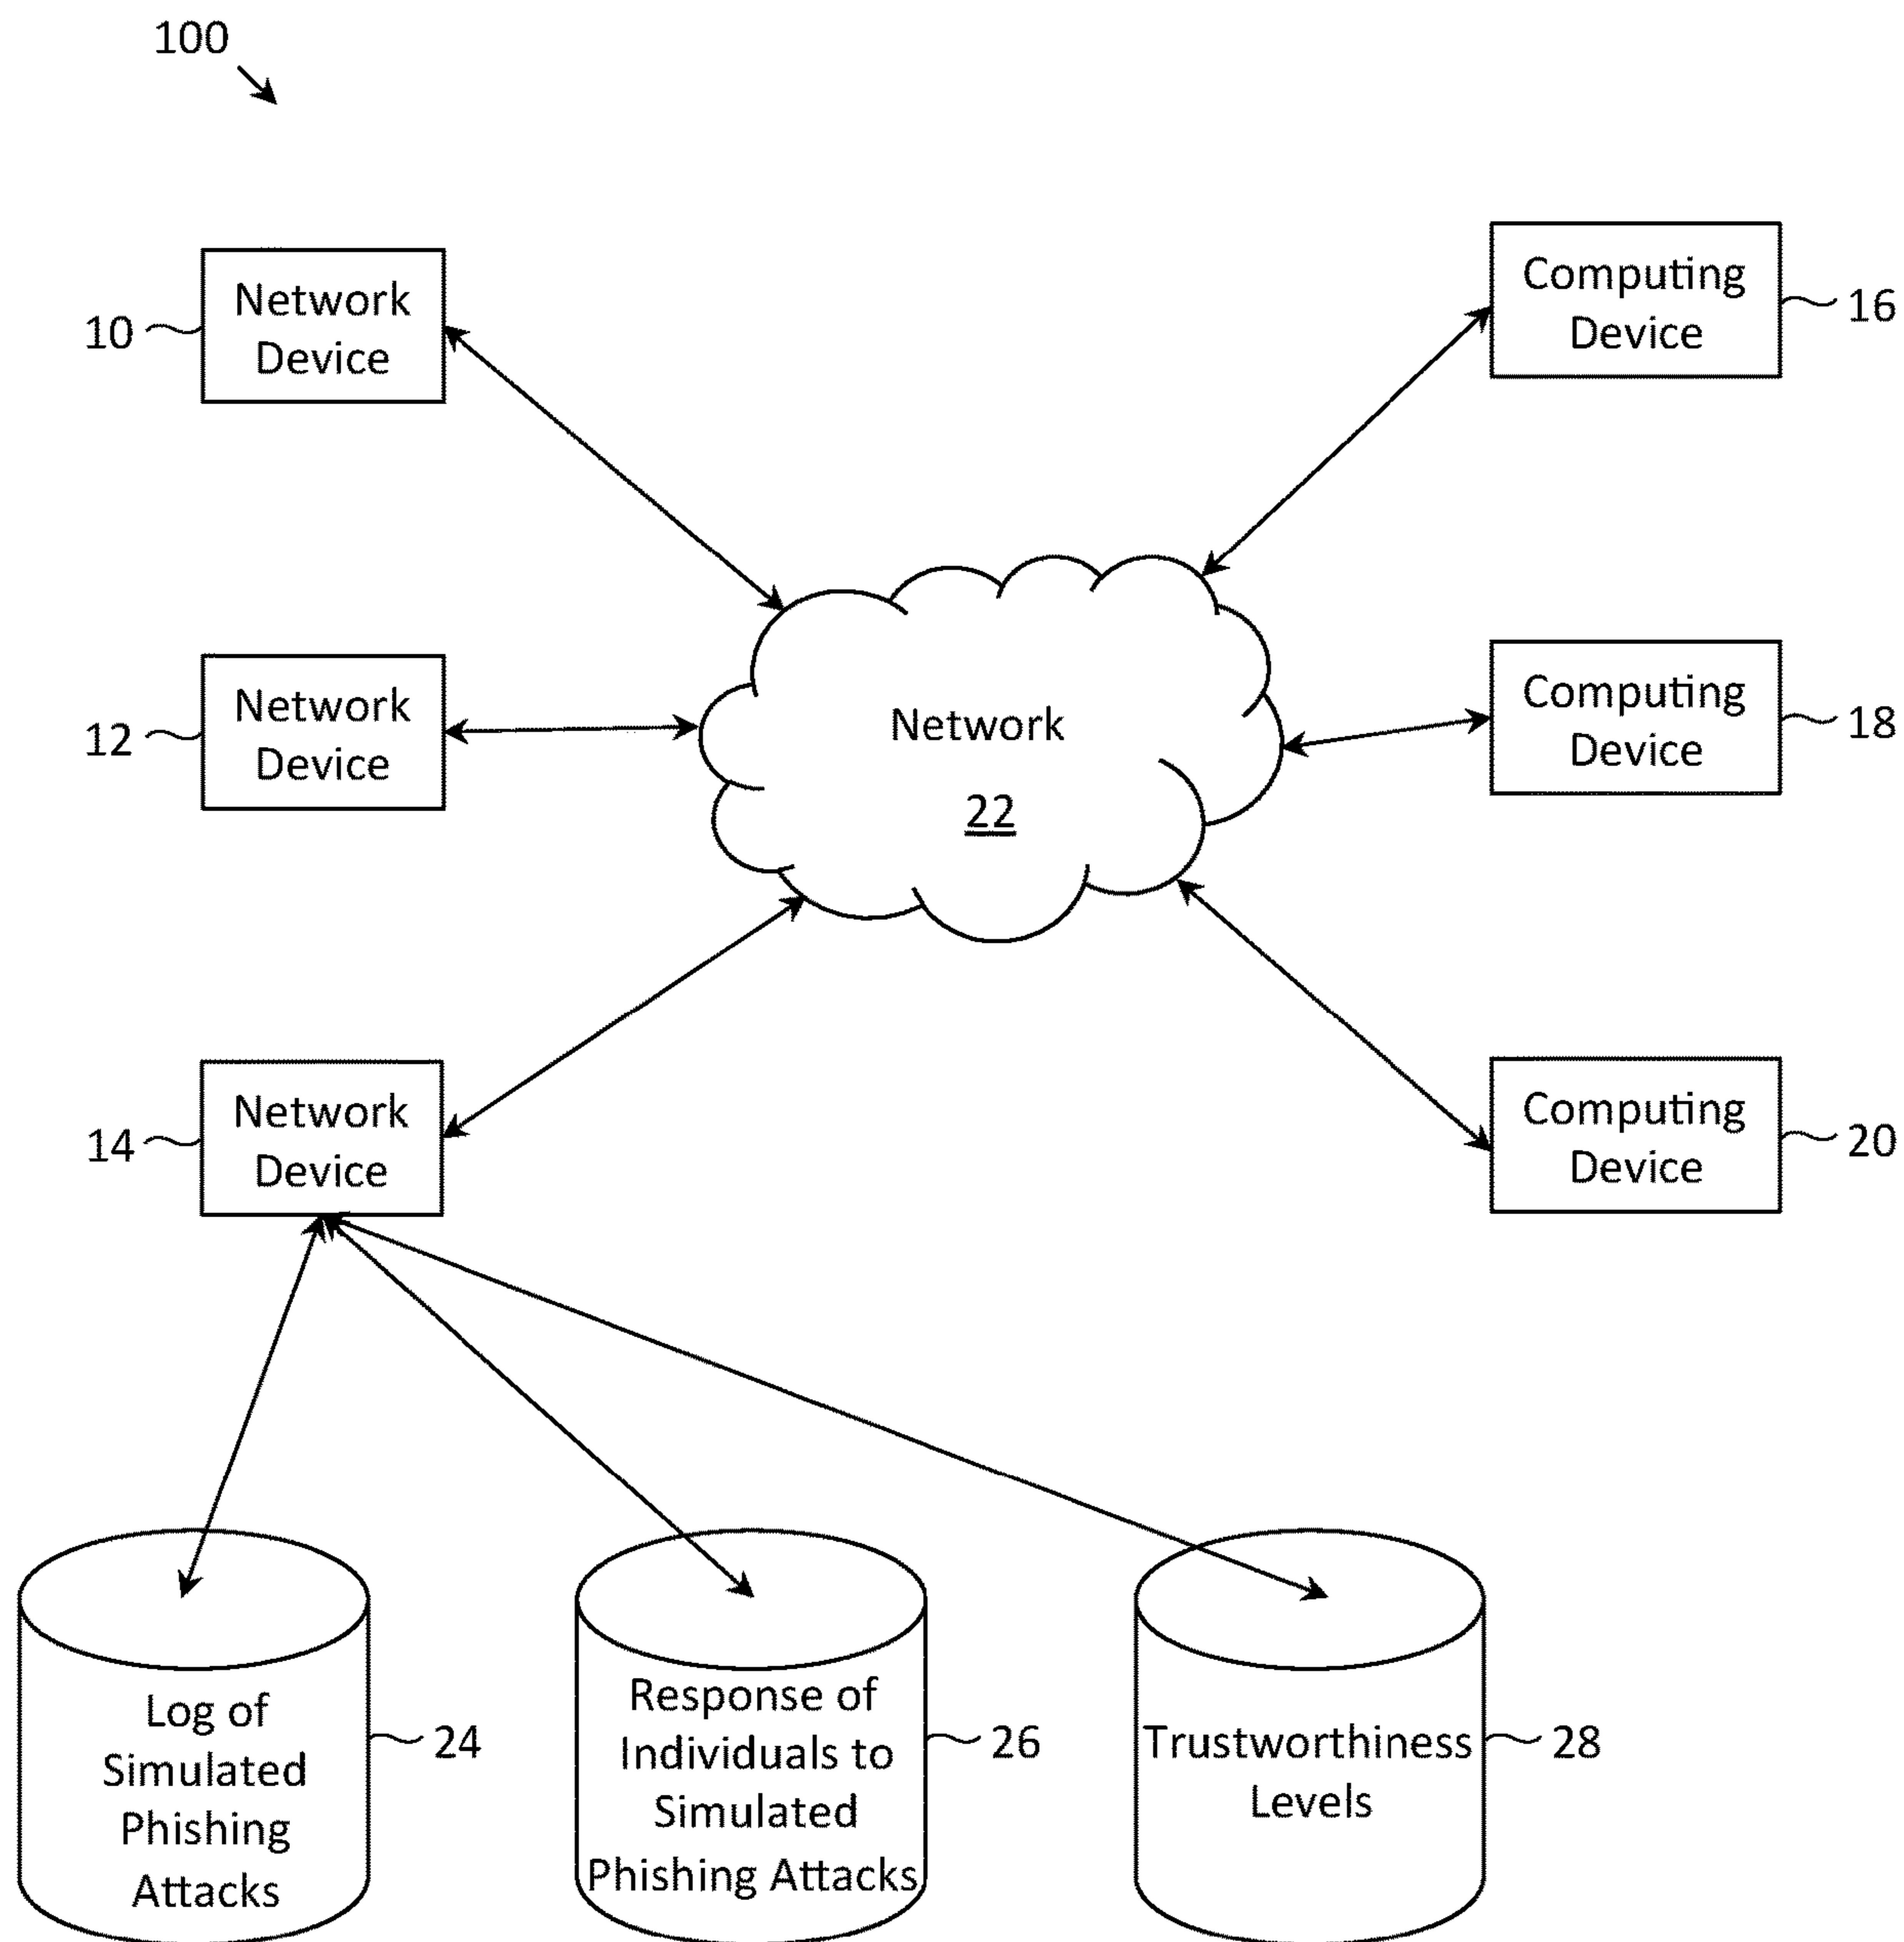 100
Network
Device
10
Computing
Device
16
Network
Device
12
Network
22
Computing
Device
18
Network
Device
14
Computing
Device
20
Log of
Simulated
Phishing
Attacks
24
Response of
Individuals to
Simulated
Phishing Attacks
26
Trustworthiness
Levels
28